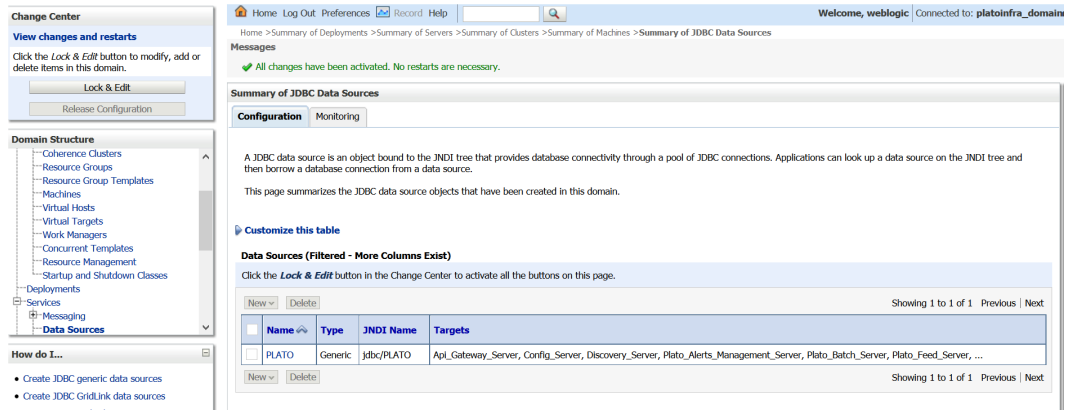 Change Center
View changes and restarts
Click the Lock & Edit button to modify, add or
delete items in this domain.
Lock & Edit
Release Configuration
Domain Structure
Coherence Clusters
Resource Groups
Resource Group Templates
Machines
Virtual Hosts
Virtual Targets
Work Managers
Concurrent Templates
Resource Management
Startup and Shutdown Classes
Deployments
Services
Messaging
Data Sources
How do I...
Create JDBC generic data sources
Create JDBC GridLink data sources
Home Log Out Preferences Record Help
Welcome, weblogic Connected to: platoinfra_domain
Home >Summary of Deployments >Summary of Servers >Summary of Clusters >Summary of Machines >Summary of JDBC Data Sources
Messages
All changes have been activated. No restarts are necessary.
Summary of JDBC Data Sources
Configuration Monitoring
A JDBC data source is an object bound to the JNDI tree that provides database connectivity through a pool of JDBC connections. Applications can look up a data source on the JNDI tree and
then borrow a database connection from a data source.
This page summarizes the JDBC data source objects that have been created in this domain.
Customize this table
Data Sources (Filtered - More Columns Exist)
Click the Lock & Edit button in the Change Center to activate all the buttons on this page.
New Delete Showing 1 to 1 of 1 Previous | Next
Name Type JNDI Name Targets
PLATO Generic jdbc/PLATO Api_Gateway_Server, Config_Server, Discovery_Server, Plato_Alerts_Management_Server, Plato_Batch_Server, Plato_Feed_Server, ...
New Delete Showing 1 to 1 of 1 Previous | Next